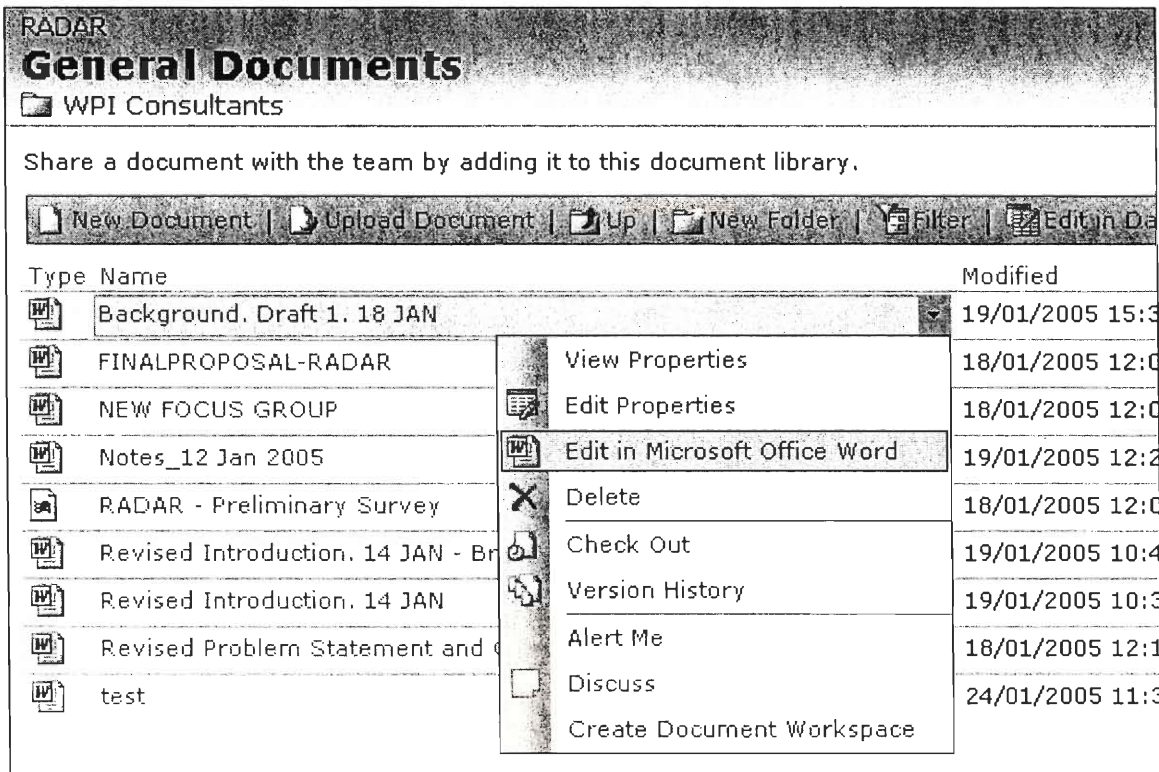 RADAR
General Documents
WPI Consultants
Share a document with the team by adding it to this document library.
New Document | Upload Document | Up | New Folder | Filter | Edit in Da
Type Name Modified
Background. Draft 1. 18 JAN 19/01/2005 15:3
View Properties
FINALPROPOSAL-RADAR 18/01/2005 12:0
Edit Properties
NEW FOCUS GROUP 18/01/2005 12:0
Edit in Microsoft Office Word
Notes_12 Jan 2005 19/01/2005 12:2
Delete
RADAR - Preliminary Survey 18/01/2005 12:0
Check Out
Revised Introduction. 14 JAN - Br 19/01/2005 10:4
Version History
Revised Introduction. 14 JAN 19/01/2005 10:3
Alert Me
Revised Problem Statement and 18/01/2005 12:1
Discuss
test 24/01/2005 11:3
Create Document Workspace